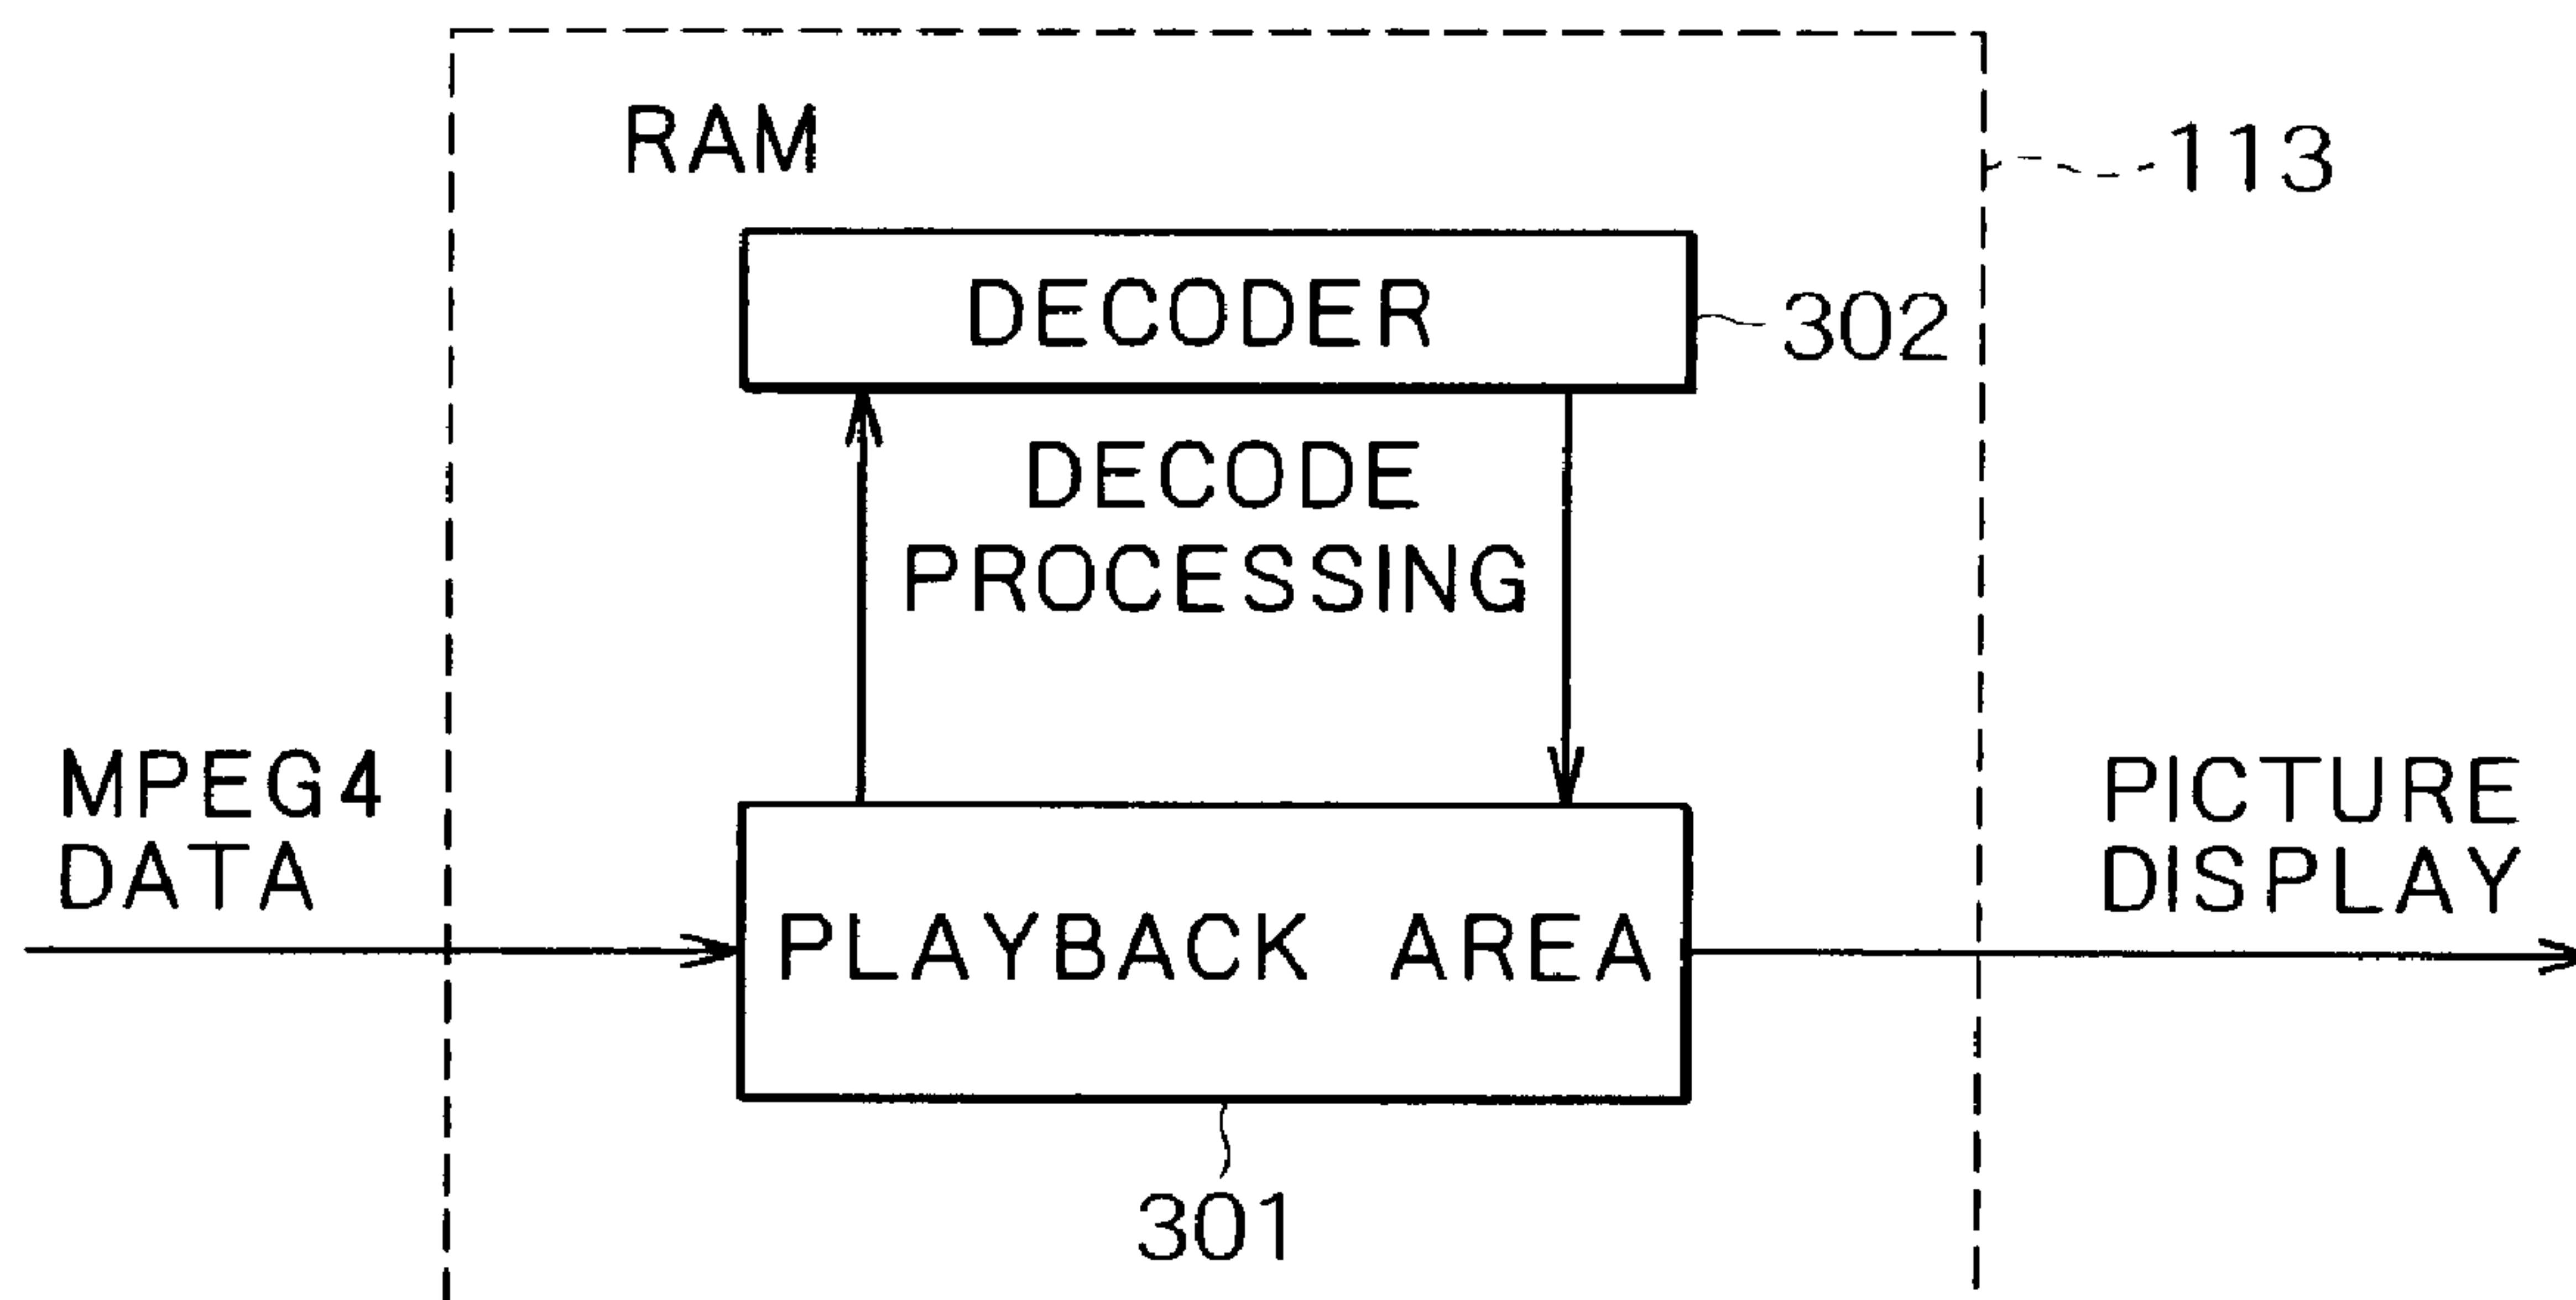 RAM
113
DECODER
302
DECODE
PROCESSING
MPEG4
DATA
PICTURE
DISPLAY
PLAYBACK AREA
301